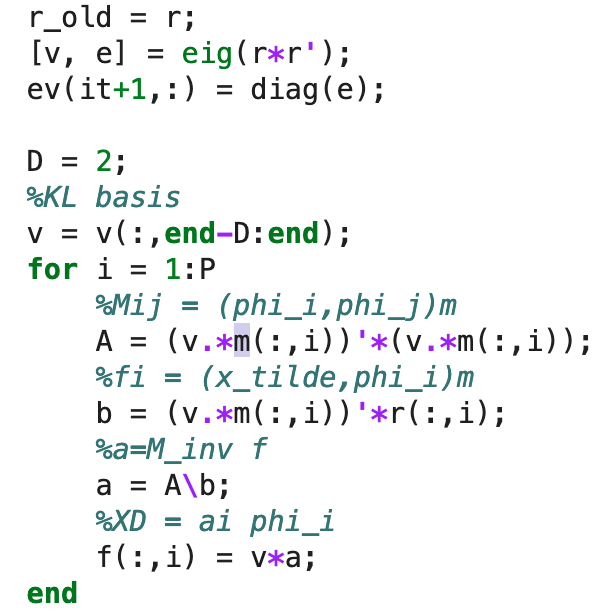 r_old = r;
[v, e] = eig(r*r');
ev(it+1,:) = diag(e);
D = 2;
%KL basis
v = v(:,end-D:end);
for i = 1:P
%Mij = (phi_i,phi_j)m
A = (v.*m(:,i))'*(v.*m(:,i));
%fi = (x_tilde,phi_i)m
b = (v.*m(:,i))'*r(:,i);
%a=M_inv f
a = A\b;
%XD = ai phi_i
f(:,i) = v*a;
end